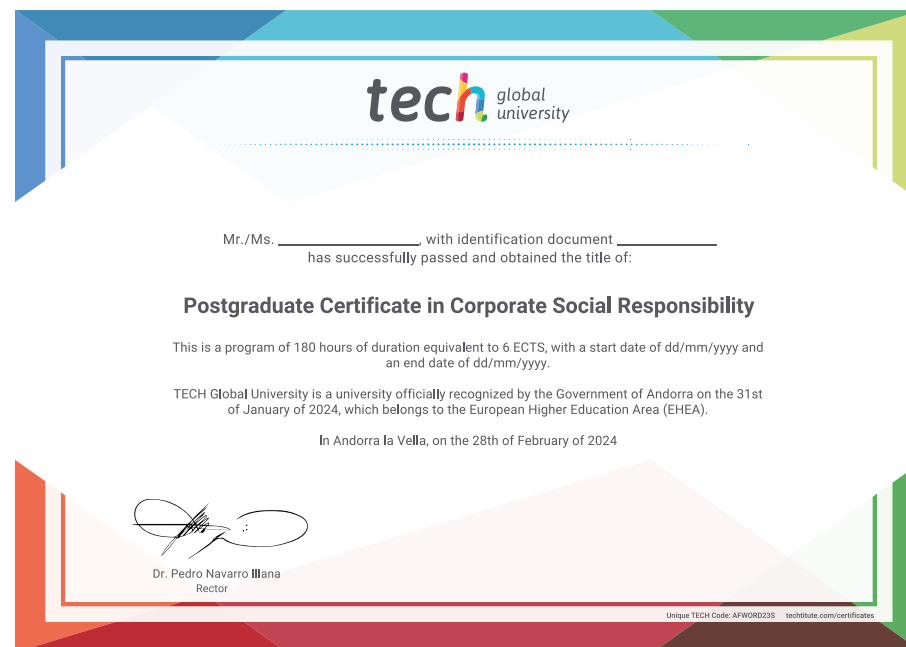 tech global
university
Mr./Ms. ________________, with identification document ___________
has successfully passed and obtained the title of:
Postgraduate Certificate in Corporate Social Responsibility
This is a program of 180 hours of duration equivalent to 6 ECTS, with a start date of dd/mm/yyyy and
an end date of dd/mm/yyyy.
TECH Global University is a university officially recognized by the Government of Andorra on the 31st
of January of 2024, which belongs to the European Higher Education Area (EHEA).
In Andorra la Vella, on the 28th of February of 2024
Dr. Pedro Navarro Illana
Rector
Unique TECH Code: AFWORD23S techtitute.com/certificates